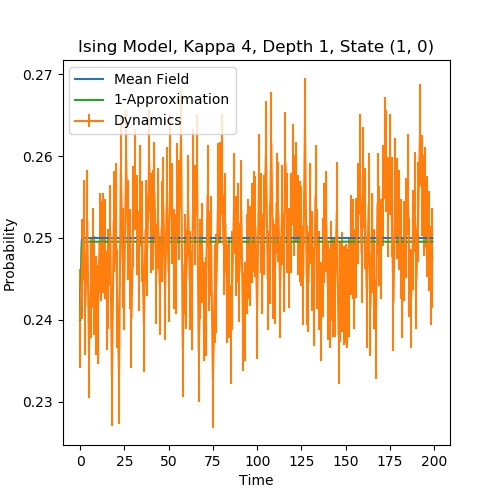 Ising Model, Kappa 4, Depth 1, State (1, 0)
Mean Field
1-Approximation
Dynamics
Probability
0.27
0.26
0.25
0.24
0.23
0 25 50 75 100 125 150 175 200
Time